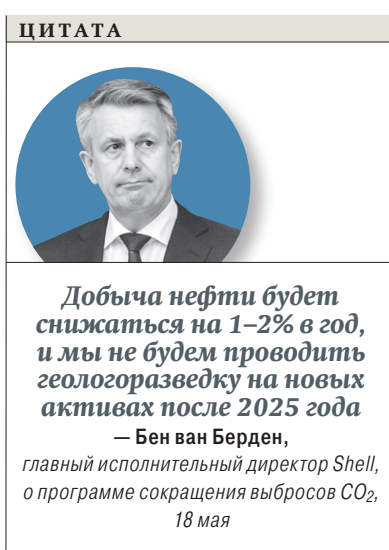 ЦИТАТА
Добыча нефти будет
снижаться на 1–2% в год,
и мы не будем проводить
геологоразведку на новых
активах после 2025 года
— Бен ван Берден,
главный исполнительный директор Shell,
о программе сокращения выбросов CO₂,
18 мая